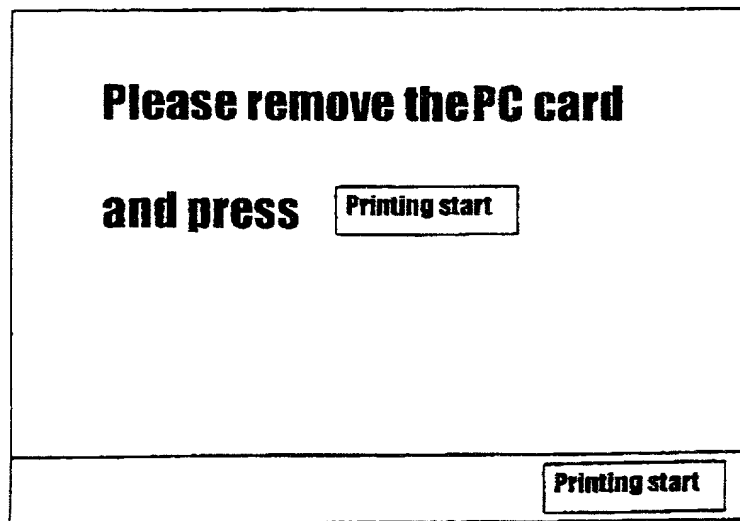 Please remove the PC card
and press Printing start
Printing start